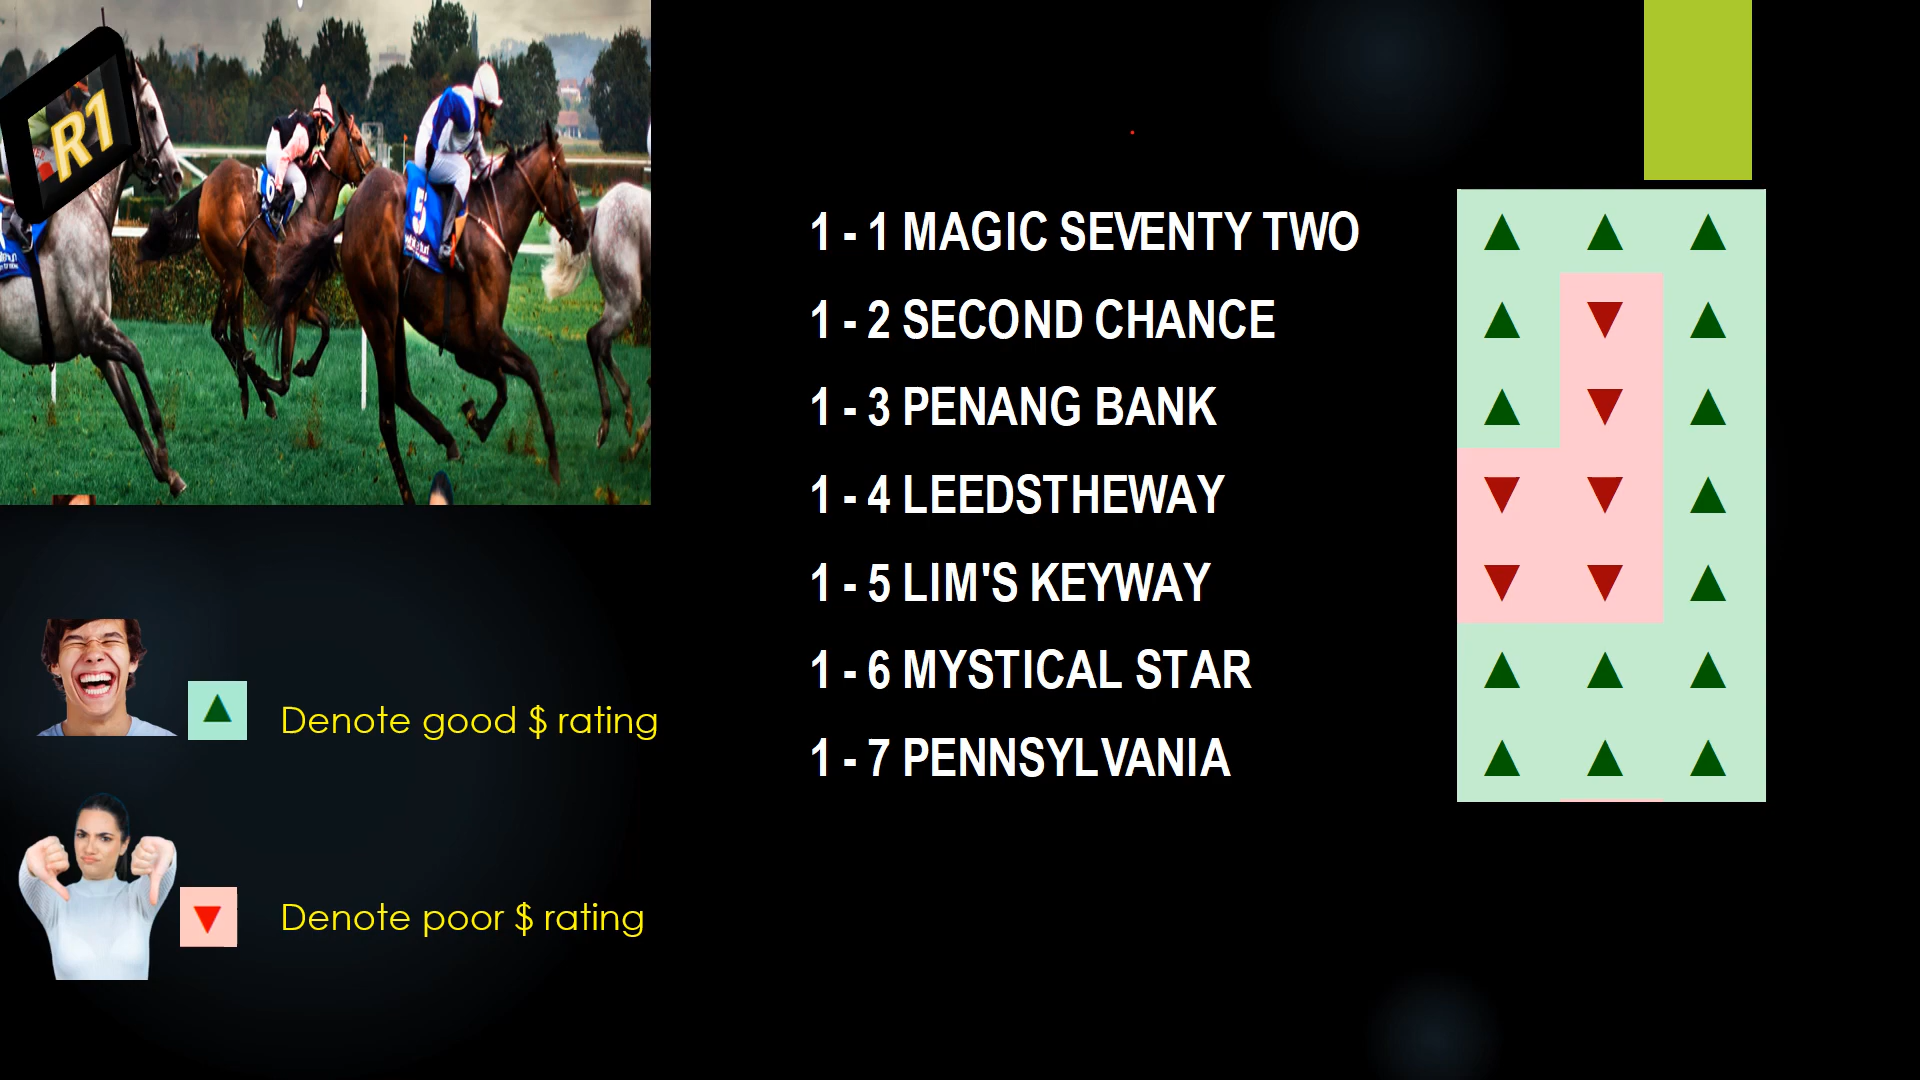 R1
5
1 - 1 MAGIC SEVENTY TWO
1 - 2 SECOND CHANCE
1 - 3 PENANG BANK
1 - 4 LEEDSTHEWAY
1 - 5 LIM'S KEYWAY
1 - 6 MYSTICAL STAR
1 - 7 PENNSYLVANIA
Denote good $ rating
Denote poor $ rating